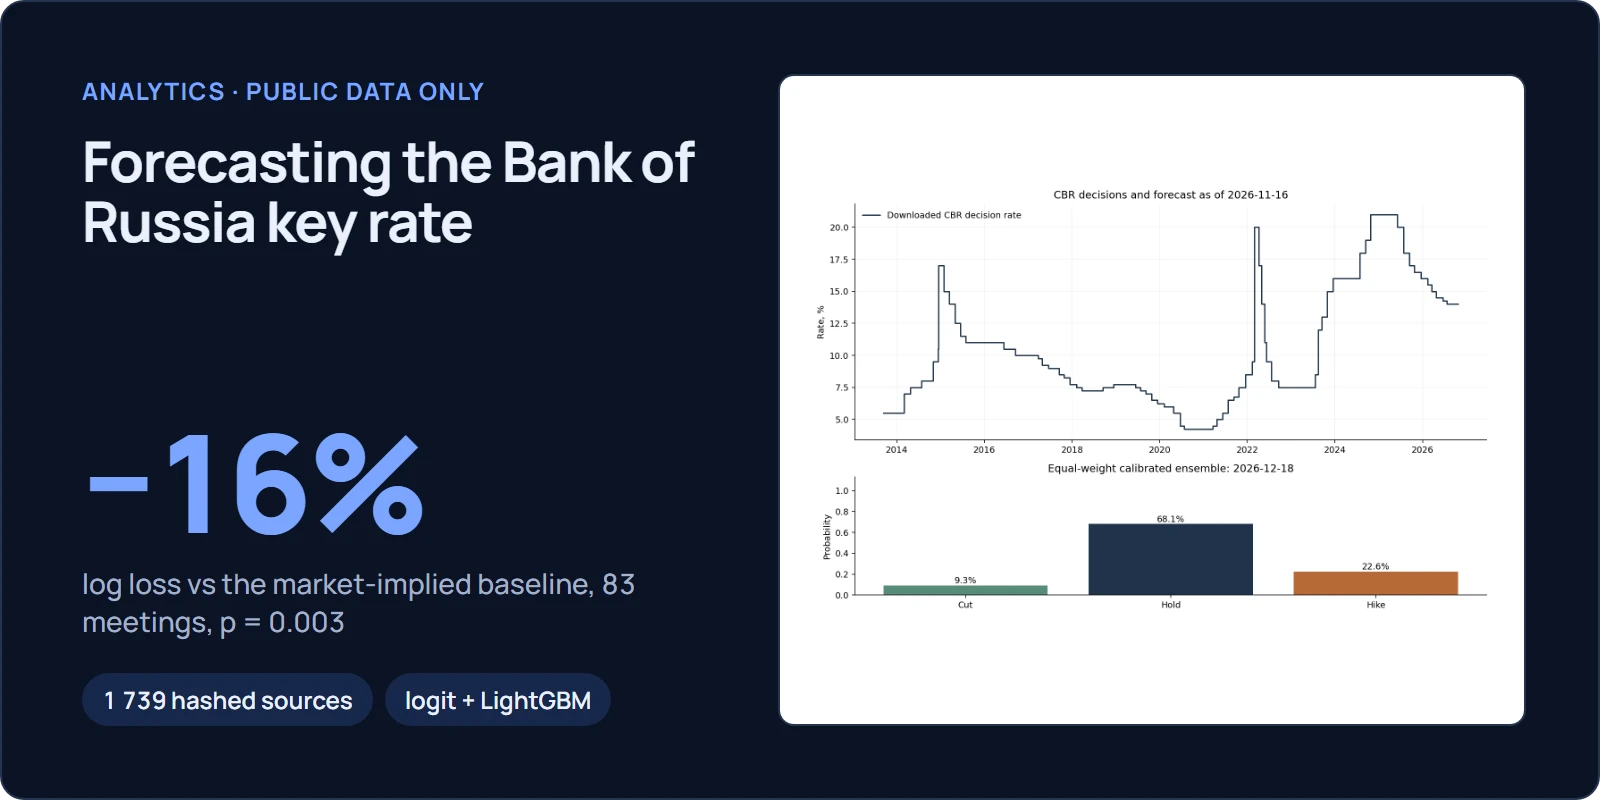 ANALYTICS · PUBLIC DATA ONLY
Forecasting the Bank of
Russia key rate
−16%
log loss vs the market-implied baseline, 83
meetings, p = 0.003
1 739 hashed sources
logit + LightGBM
CBR decisions and forecast as of 2026-11-16
Downloaded CBR decision rate
Rate, %
20.0
17.5
15.0
12.5
10.0
7.5
5.0
2014 2016 2018 2020 2022 2024 2026
Equal-weight calibrated ensemble: 2026-12-18
Probability
1.0
0.8
0.6
0.4
0.2
0.0
9.3% 68.1% 22.6%
Cut Hold Hike